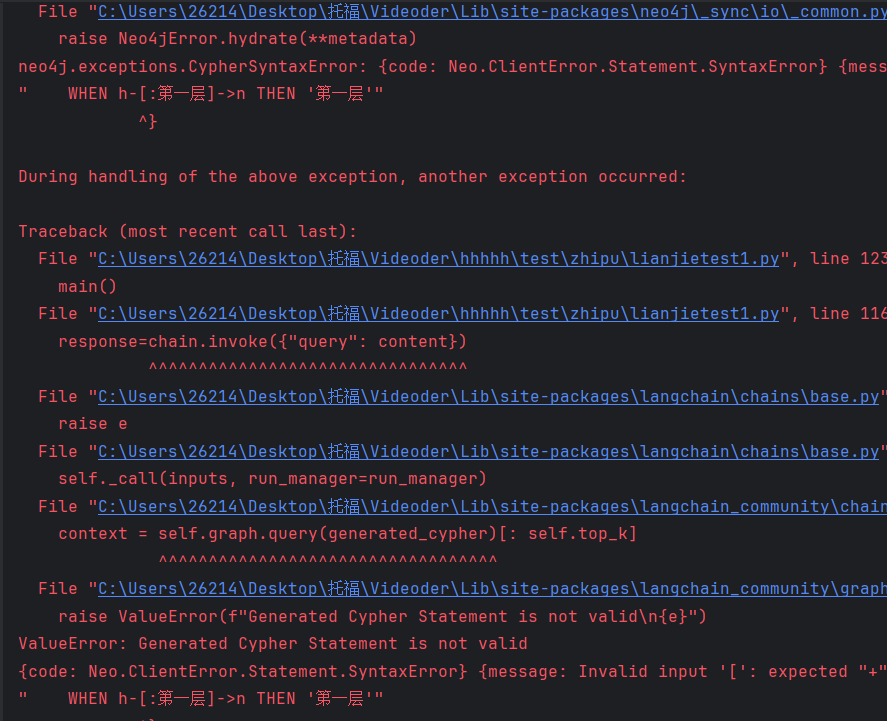 File "C:\Users\26214\Desktop\托福\Videoder\Lib\site-packages\neo4j\_sync\io\_common.py
raise Neo4jError.hydrate(**metadata)
neo4j.exceptions.CypherSyntaxError: {code: Neo.ClientError.Statement.SyntaxError} {mess
"    WHEN h-[:第一层]->n THEN '第一层'"
^}
During handling of the above exception, another exception occurred:
Traceback (most recent call last):
File "C:\Users\26214\Desktop\托福\Videoder\hhhhh\test\zhipu\lianjietest1.py", line 123
main()
File "C:\Users\26214\Desktop\托福\Videoder\hhhhh\test\zhipu\lianjietest1.py", line 116
response=chain.invoke({"query": content})
^^^^^^^^^^^^^^^^^^^^^^^^^^^^^^^^
File "C:\Users\26214\Desktop\托福\Videoder\Lib\site-packages\langchain\chains\base.py"
raise e
File "C:\Users\26214\Desktop\托福\Videoder\Lib\site-packages\langchain\chains\base.py"
self._call(inputs, run_manager=run_manager)
File "C:\Users\26214\Desktop\托福\Videoder\Lib\site-packages\langchain_community\chain
context = self.graph.query(generated_cypher)[: self.top_k]
^^^^^^^^^^^^^^^^^^^^^^^^^^^^^^^^^^
File "C:\Users\26214\Desktop\托福\Videoder\Lib\site-packages\langchain_community\graph
raise ValueError(f"Generated Cypher Statement is not valid\n{e}")
ValueError: Generated Cypher Statement is not valid
{code: Neo.ClientError.Statement.SyntaxError} {message: Invalid input '[': expected "+"
"    WHEN h-[:第一层]->n THEN '第一层'"